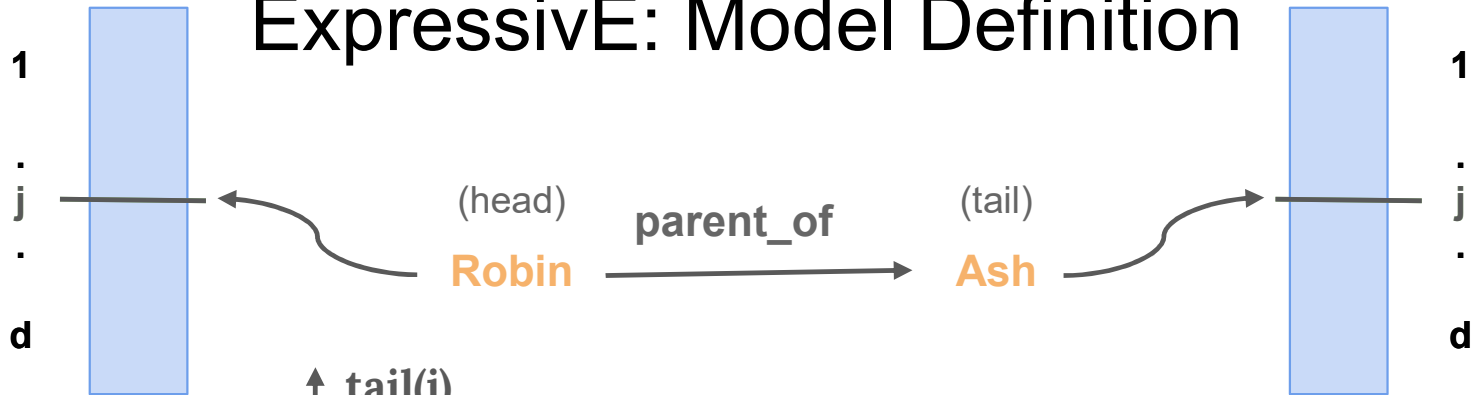 ExpressivE: Model Definition
1 1
. .
j (head) parent_of (tail) j
. Robin Ash .
d d
tail(j)